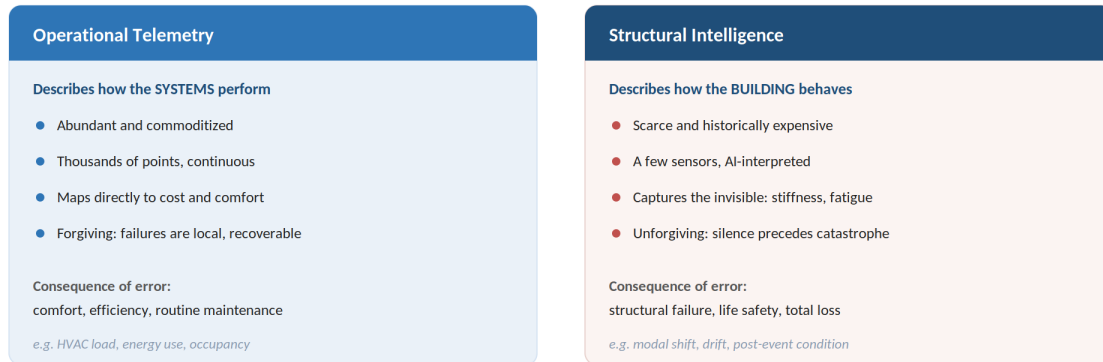 Operational Telemetry
Describes how the SYSTEMS perform
Abundant and commoditized
Thousands of points, continuous
Maps directly to cost and comfort
Forgiving: failures are local, recoverable
Consequence of error:
comfort, efficiency, routine maintenance
e.g. HVAC load, energy use, occupancy
Structural Intelligence
Describes how the BUILDING behaves
Scarce and historically expensive
A few sensors, AI-interpreted
Captures the invisible: stiffness, fatigue
Unforgiving: silence precedes catastrophe
Consequence of error:
structural failure, life safety, total loss
e.g. modal shift, drift, post-event condition